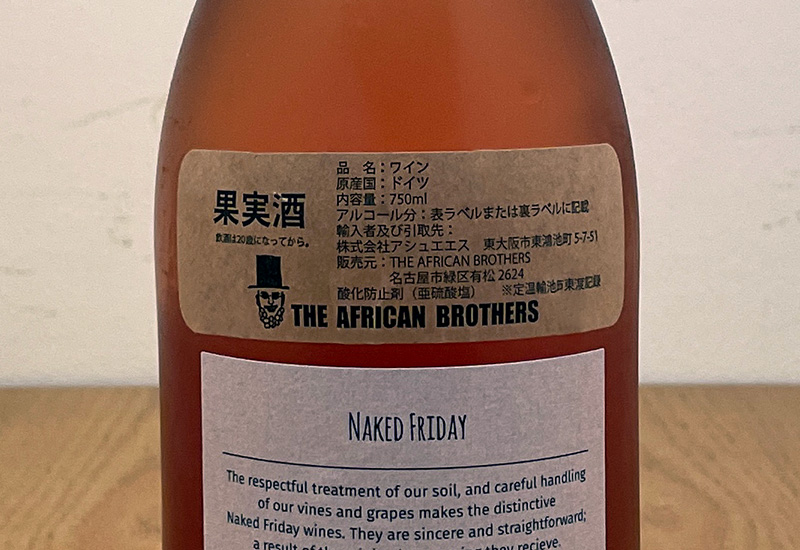 果実酒
飲酒は20歳になってから。
品 名：ワイン
原産国：ドイツ
内容量：750ml
アルコール分：表ラベルまたは裏ラベルに記載
輸入者及び引取先：
株式会社アシュエエス 東大阪市東鴻池町 5-7-51
販売元：THE AFRICAN BROTHERS
名古屋市緑区有松 2624
酸化防止剤（亜硫酸塩） ※定温輸
THE AFRICAN BROTHERS
NAKED FRIDAY
The respectful treatment of our soil, and careful handling
of our vines and grapes makes the distinctive
Naked Friday wines. They are sincere and straightforward;
a result of they recieve.